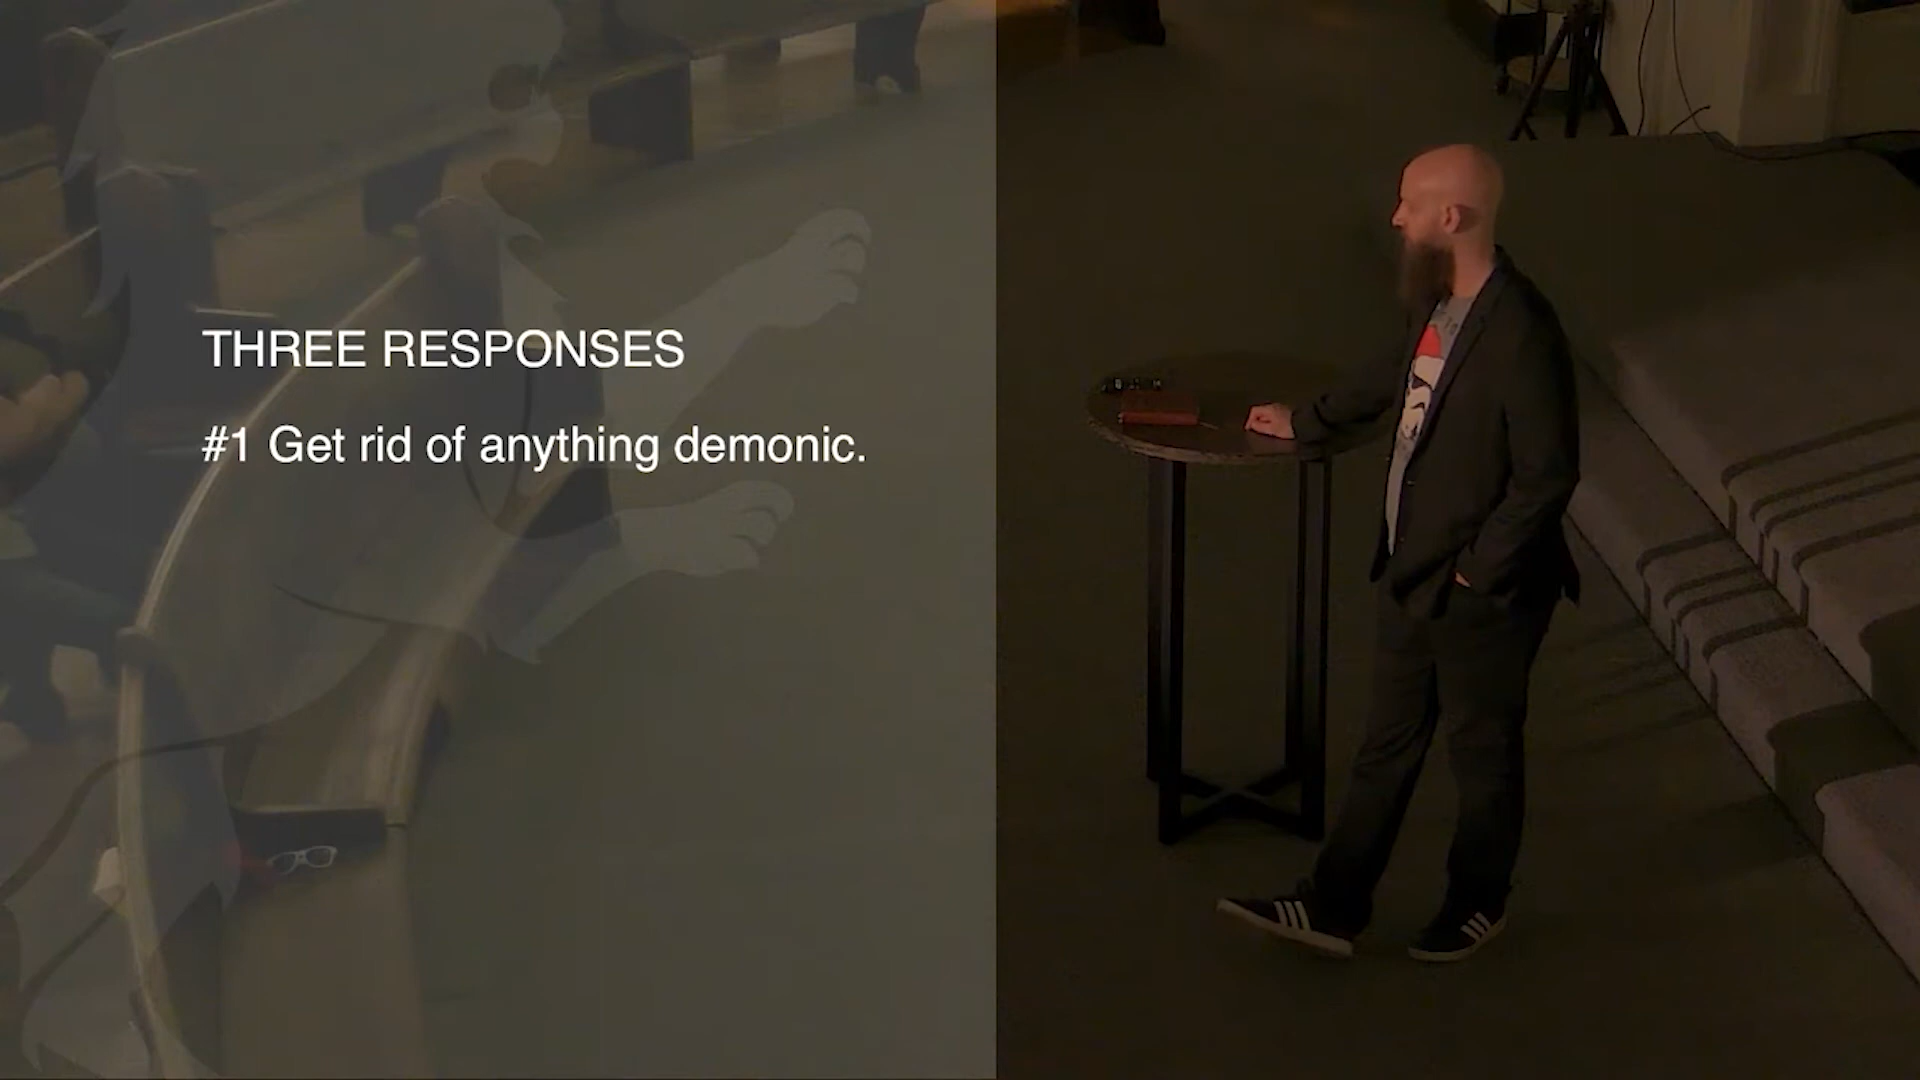 THREE RESPONSES
#1 Get rid of anything demonic.